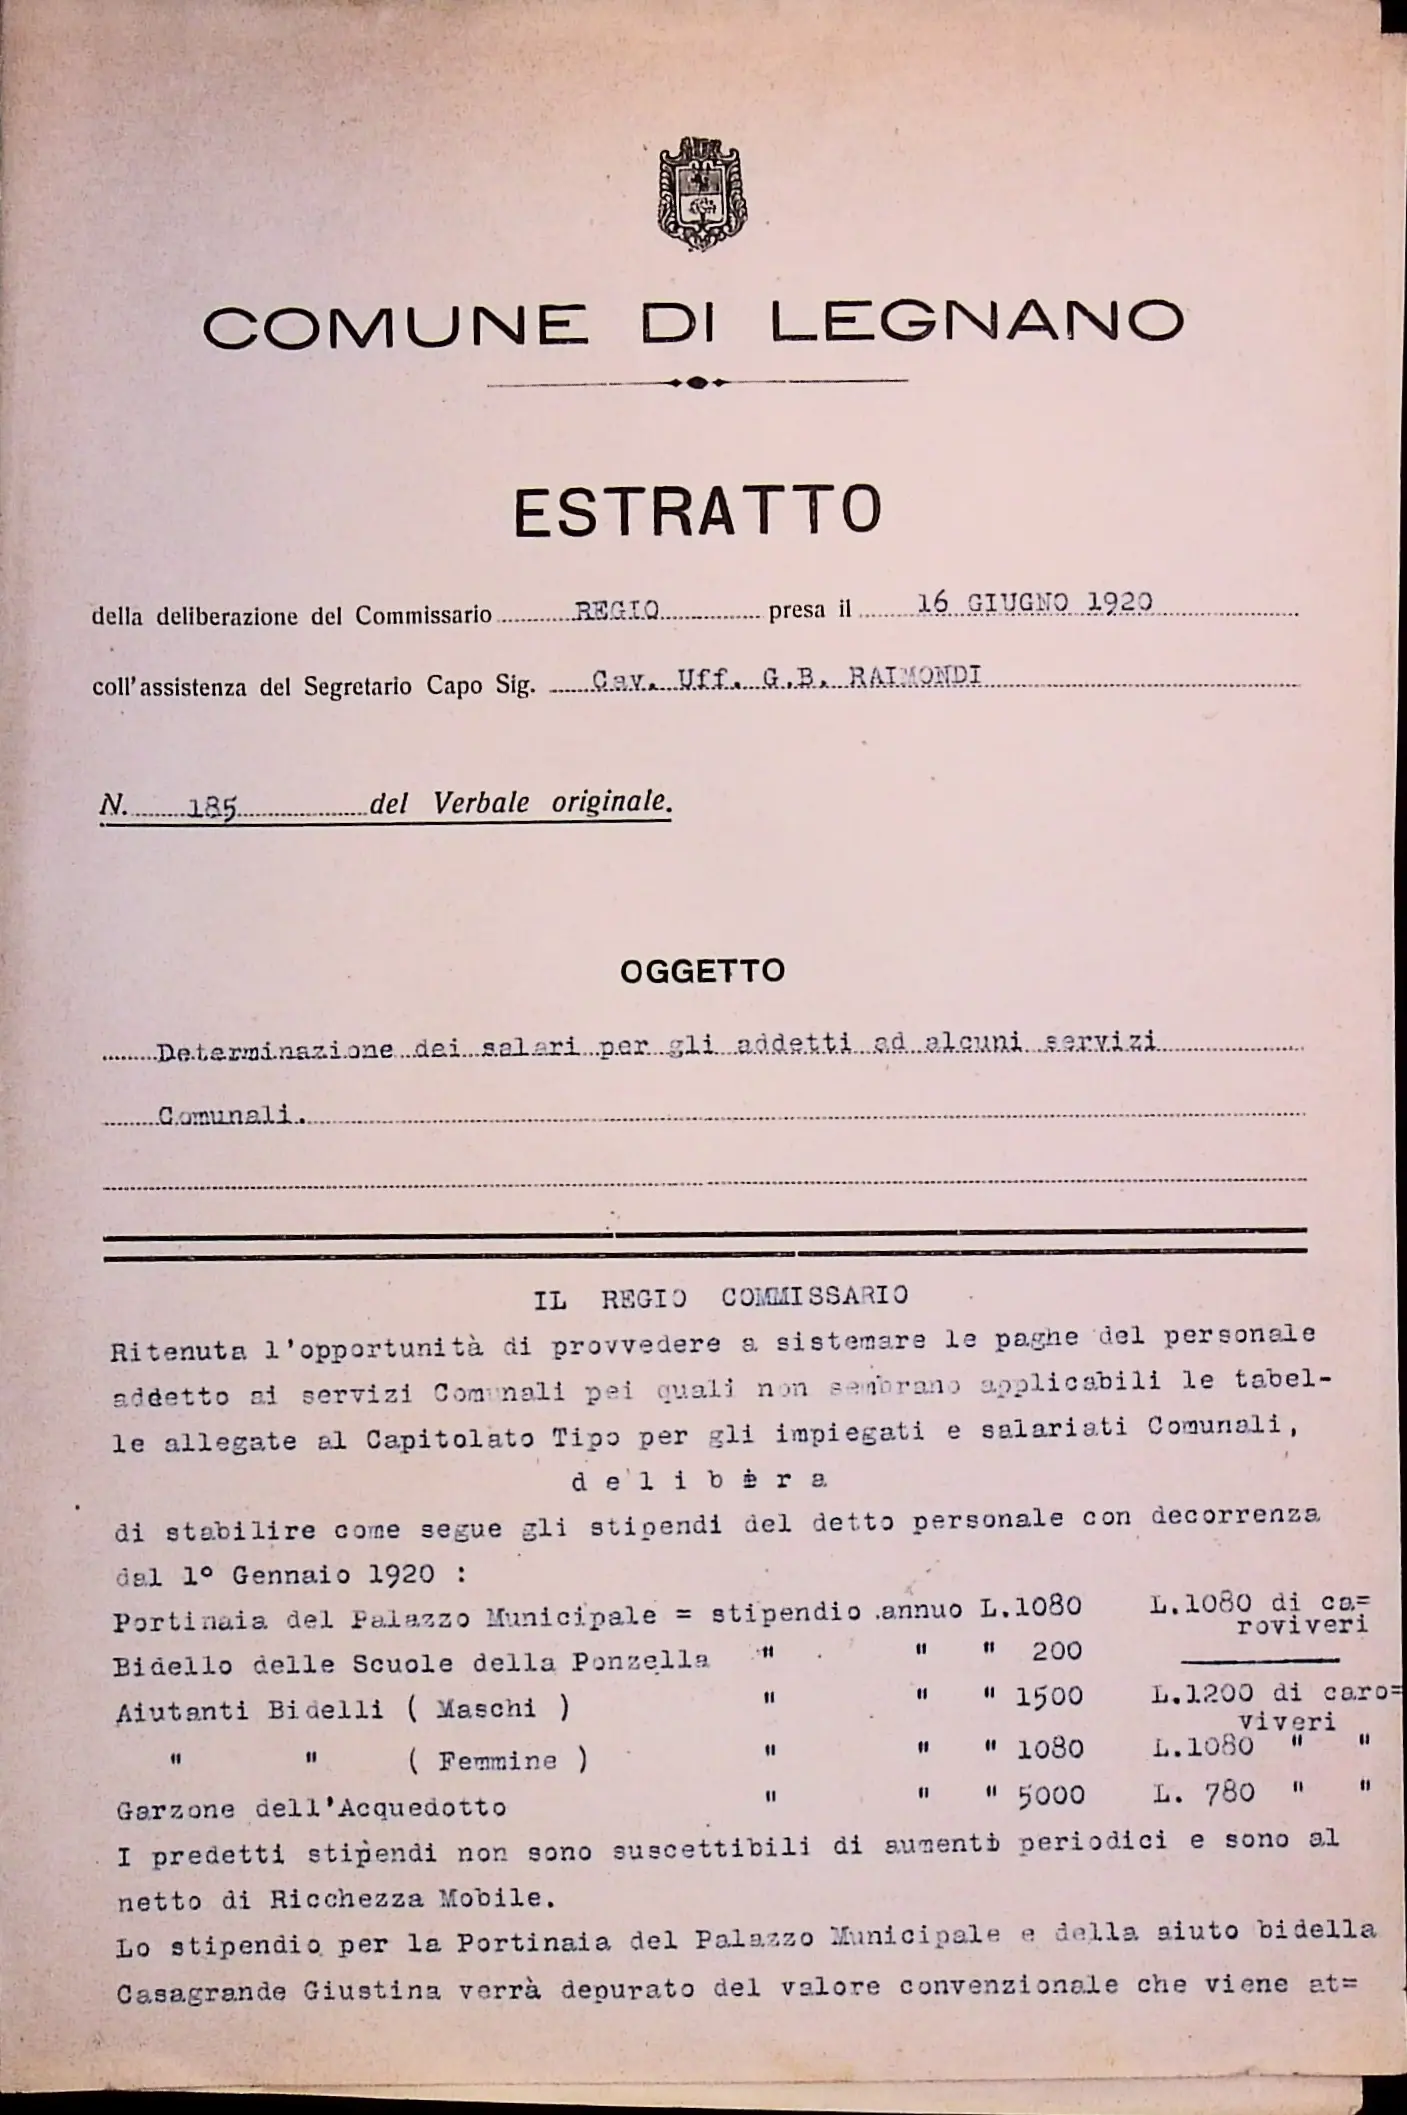 COMUNE DI LEGNANO
ESTRATTO
della deliberazione del Commissario REGIO presa il 16 GIUGNO 1920
coll'assistenza del Segretario Capo Sig. Cav. Uff. G.B. RAIMONDI
N. 185 del Verbale originale.
OGGETTO
Determinazione dei salari per gli addetti ad alcuni servizi
Comunali.
IL REGIO COMMISSARIO
Ritenuta l'opportunità di provvedere a sistemare le paghe del personale
addetto ai servizi Comunali pei quali non sembrano applicabili le tabel-
le allegate al Capitolato Tipo per gli impiegati e salariati Comunali,
d e l i b e r a
di stabilire come segue gli stipendi del detto personale con decorrenza
dal 1° Gennaio 1920 :
Portinaia del Palazzo Municipale = stipendio annuo L.1080 L.1080 di ca=
roviveri
Bidello delle Scuole della Ponzella " " " 200
Aiutanti Bidelli ( Maschi ) " " " 1500 L.1200 di caro=
viveri
" " ( Femmine ) " " " 1080 L.1080 " "
Garzone dell'Acquedotto " " " 5000 L. 780 " "
I predetti stipendi non sono suscettibili di aumenti periodici e sono al
netto di Ricchezza Mobile.
Lo stipendio per la Portinaia del Palazzo Municipale e della aiuto bidella
Casagrande Giustina verrà depurato del valore convenzionale che viene at=